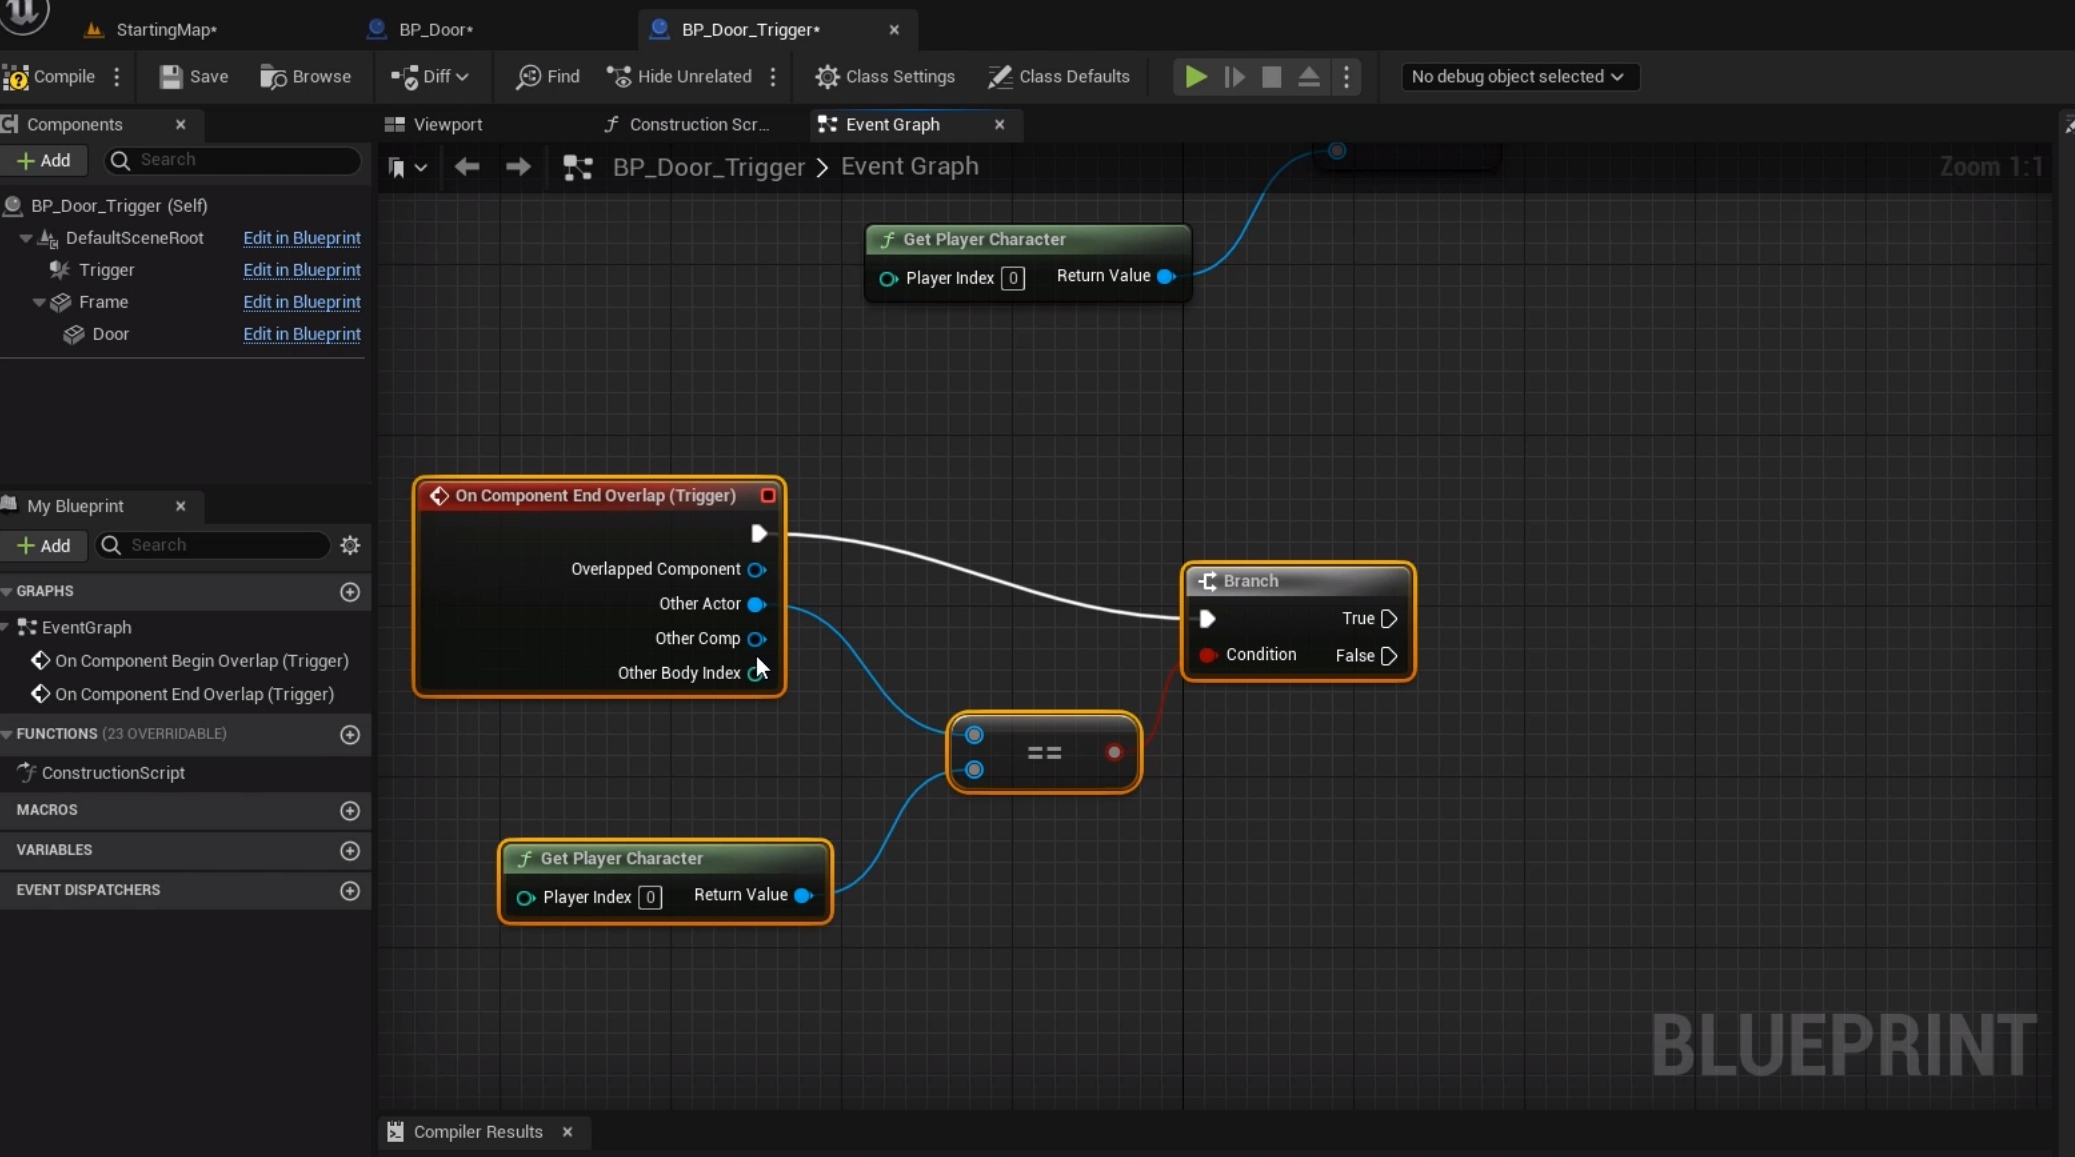 StartingMap*
BP_Door*
BP_Door_Trigger*
Compile
Save
Browse
Diff
Find
Hide Unrelated
Class Settings
Class Defaults
No debug object selected
Components
Viewport
Construction Scr...
Event Graph
Add
Search
BP_Door_Trigger > Event Graph
Zoom 1:1
BP_Door_Trigger (Self)
DefaultSceneRoot Edit in Blueprint
Trigger Edit in Blueprint
Frame Edit in Blueprint
Door Edit in Blueprint
Get Player Character
Player Index 0 Return Value
On Component End Overlap (Trigger)
Overlapped Component
Other Actor
Other Comp
Other Body Index
Branch
True
Condition False
==
Get Player Character
Player Index 0 Return Value
My Blueprint
Add
Search
GRAPHS
EventGraph
On Component Begin Overlap (Trigger)
On Component End Overlap (Trigger)
FUNCTIONS (23 OVERRIDABLE)
ConstructionScript
MACROS
VARIABLES
EVENT DISPATCHERS
BLUEPRINT
Compiler Results